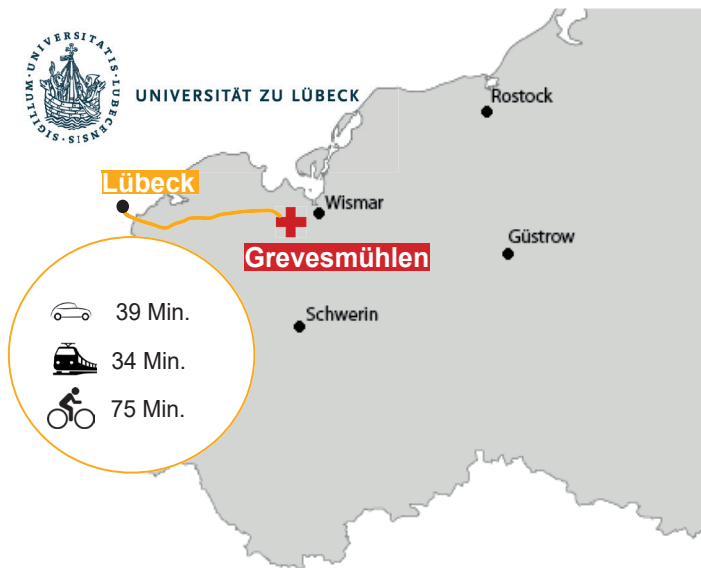 SIGILLUM·UNIVERSITATIS·LUBECENSIS·
UNIVERSITÄT ZU LÜBECK
Rostock
Lübeck
Wismar
Güstrow
Grevesmühlen
Schwerin
39 Min.
34 Min.
75 Min.